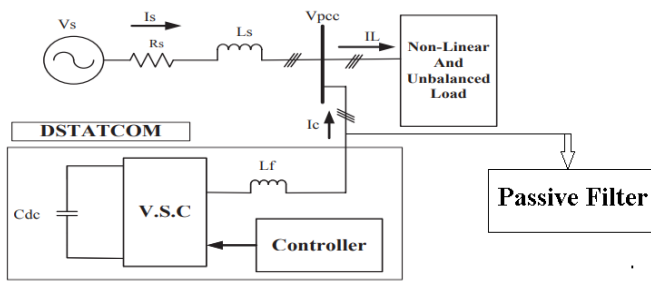 Vs
Is
Rs
Ls
Vpcc
IL
Non-Linear
And
Unbalanced
Load
DSTATCOM
Ic
Lf
Cdc
V.S.C
Controller
Passive Filter